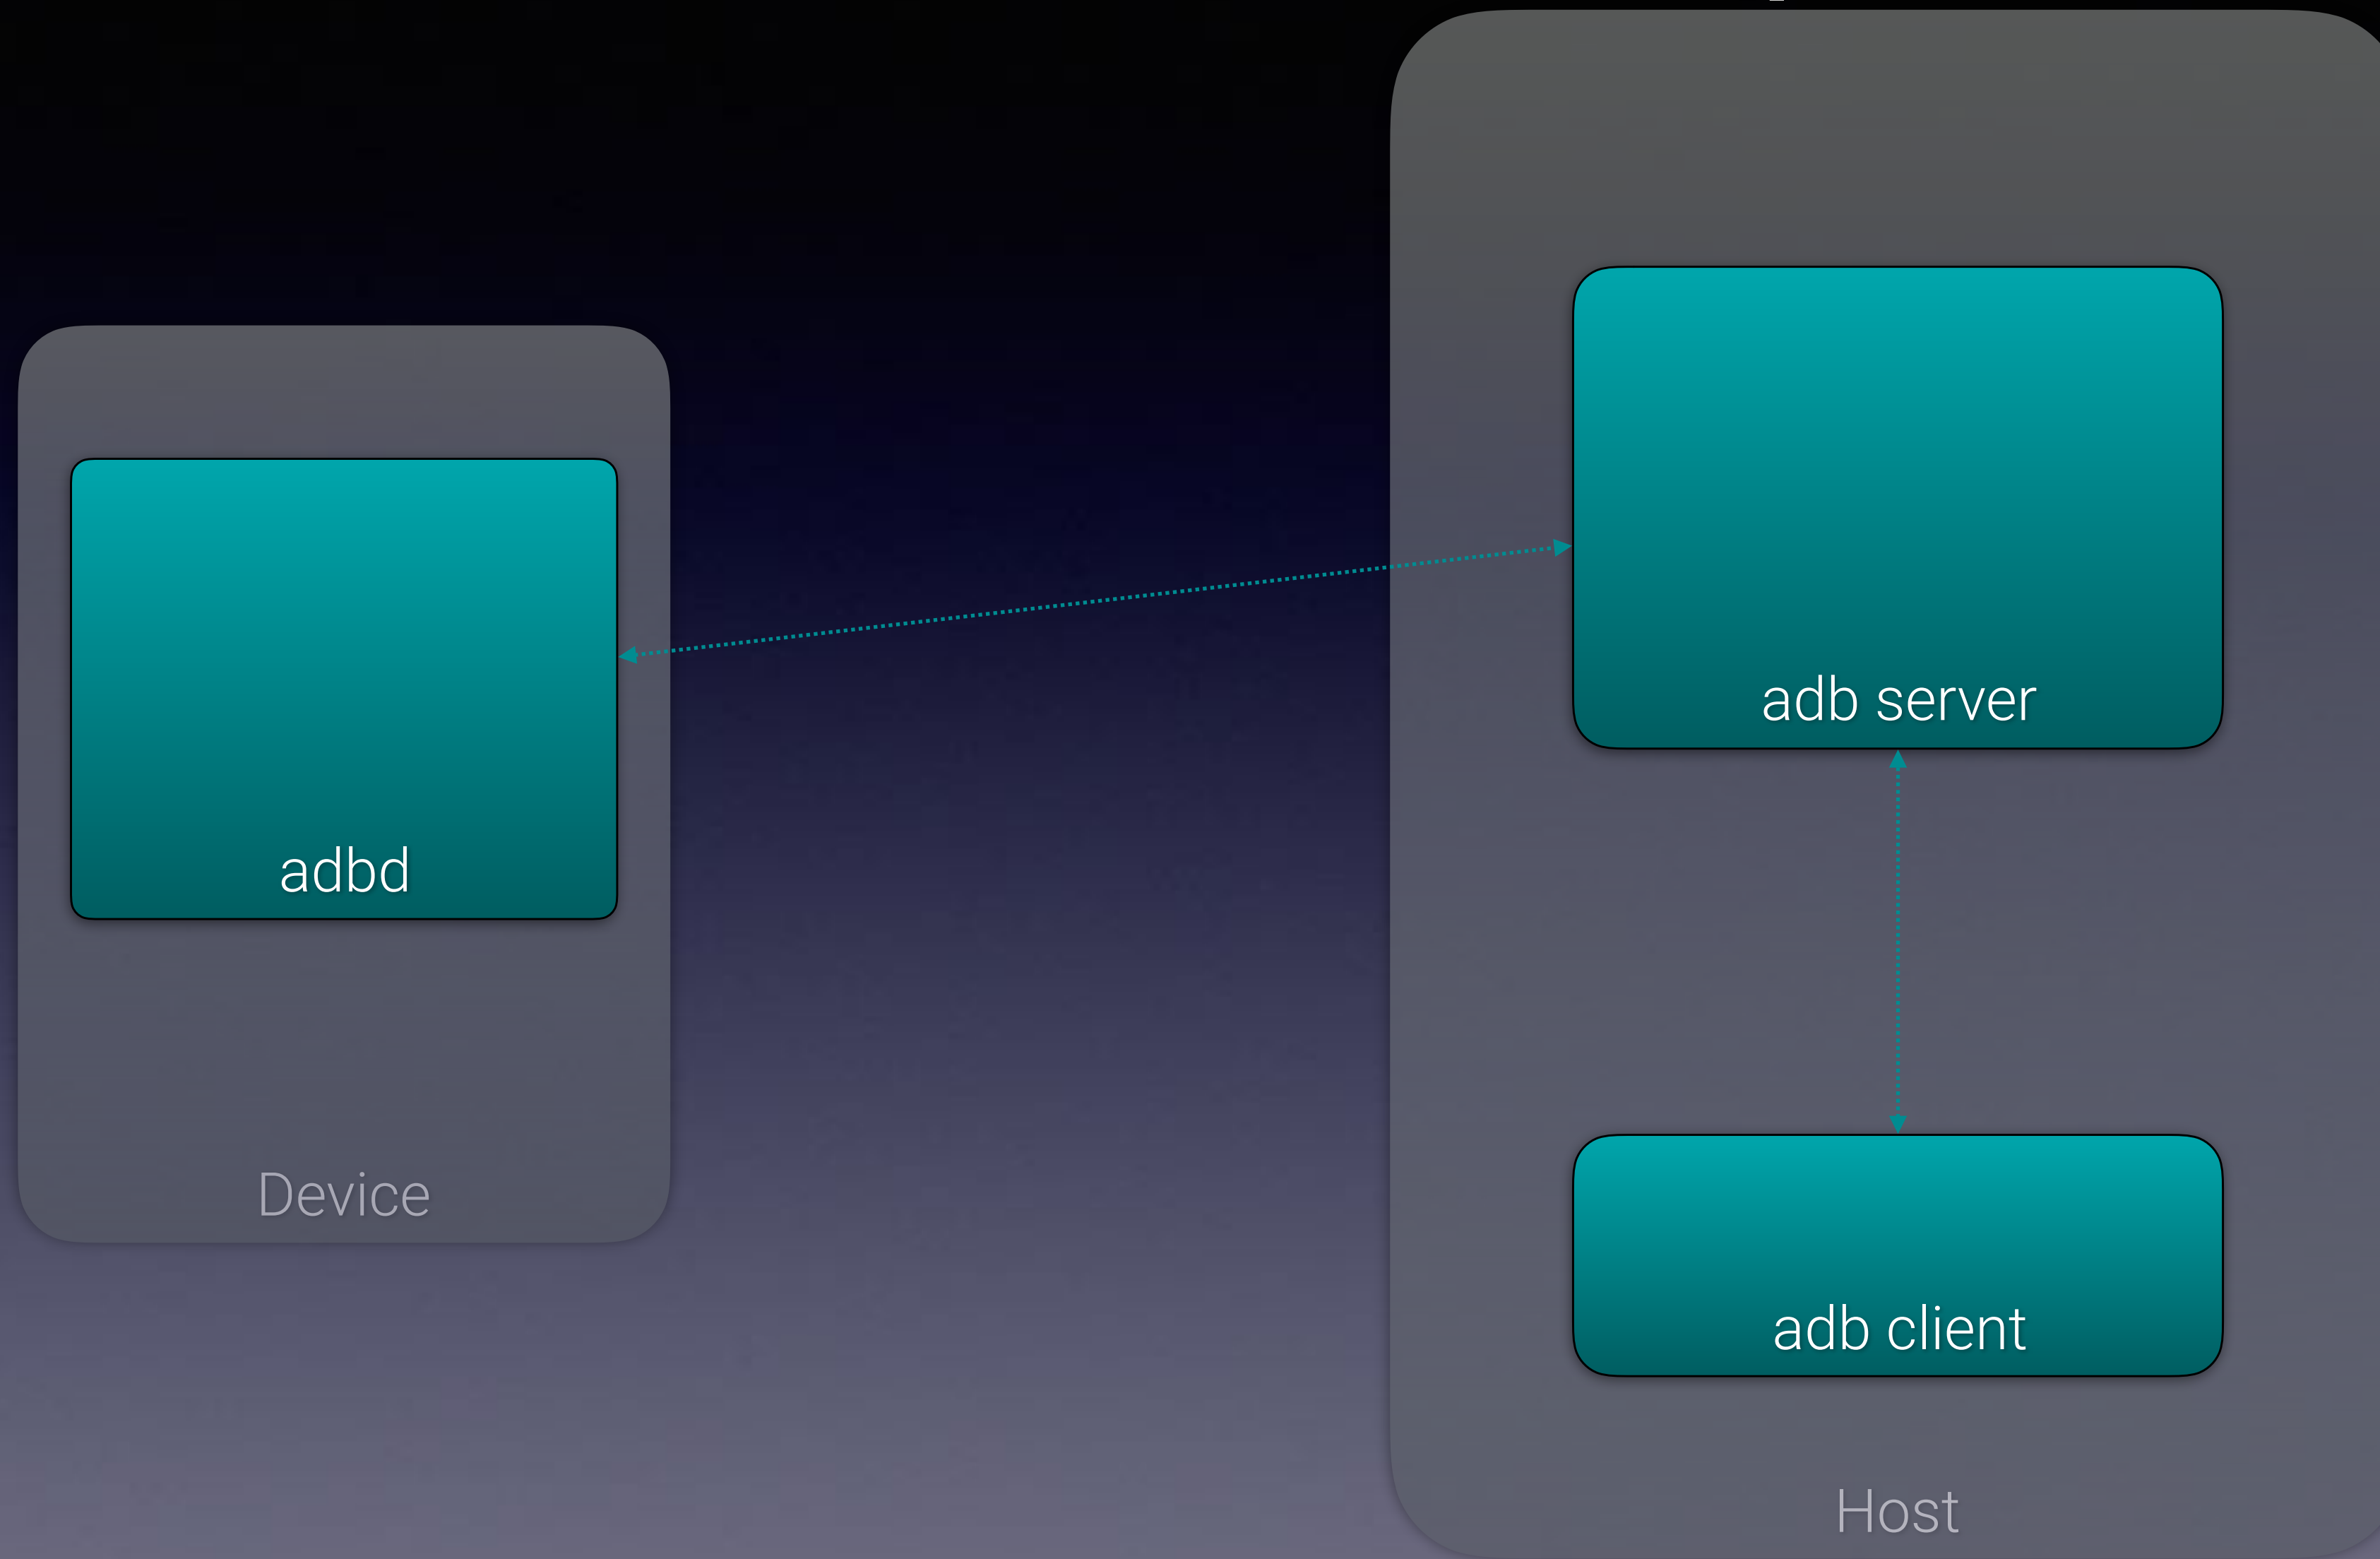 adb server
adbd
Device
adb client
Host